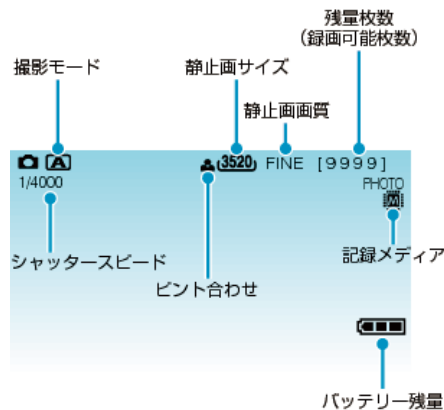 残量枚数
（録画可能枚数）
撮影モード
静止画サイズ
静止画画質
A
3520
FINE
[9999]
1/4000
PHOTO
M
シャッタースピード
ピント合わせ
記録メディア
バッテリー残量